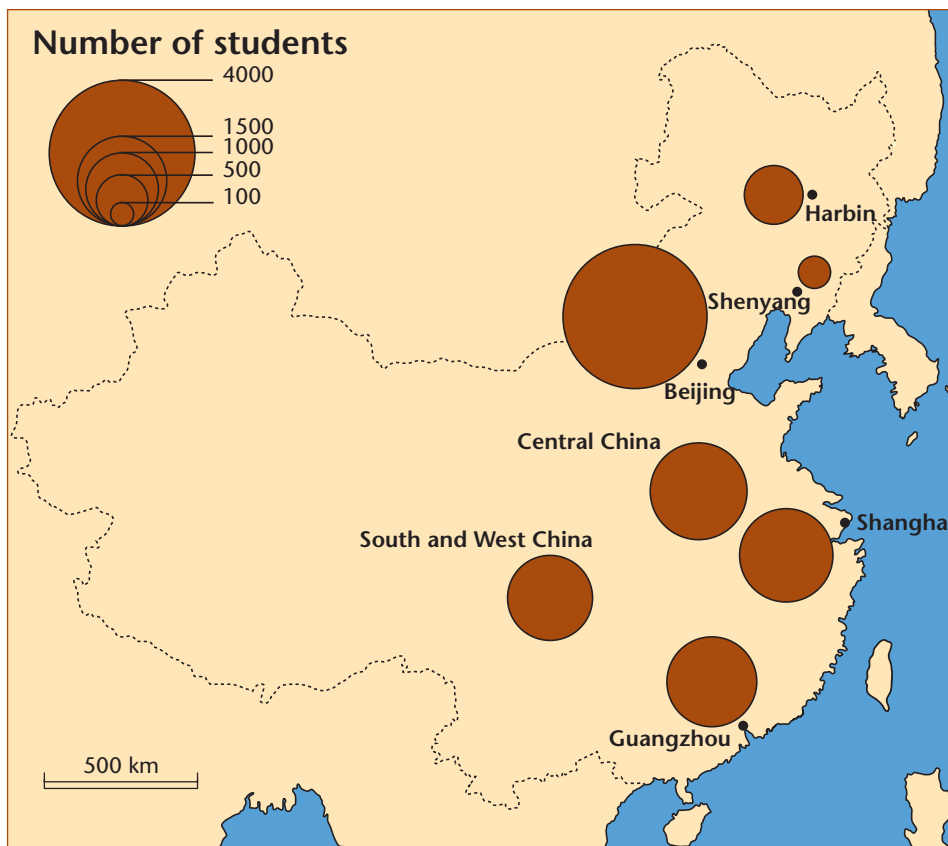 Number of students
4000
1500
1000
500
100
Harbin
Shenyang
Beijing
Central China
Shangha
South and West China
Guangzhou
500 km